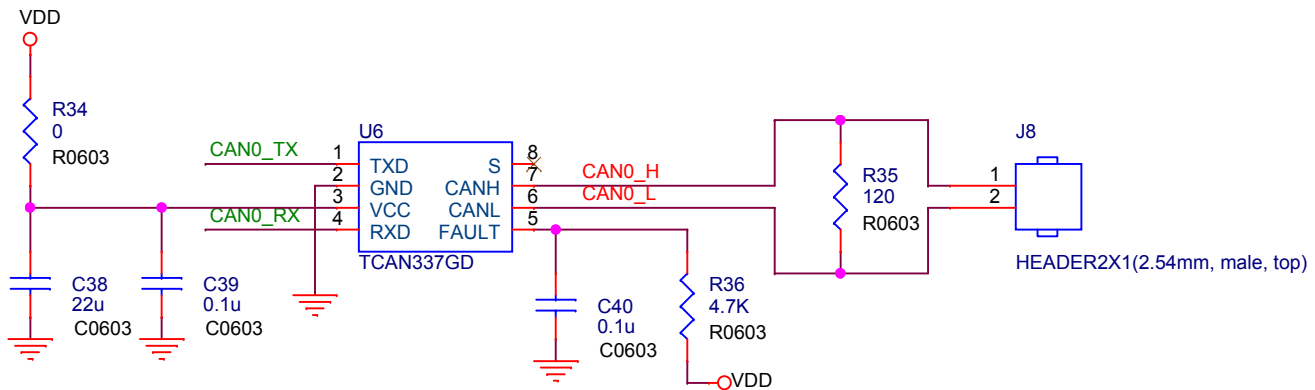 VDD
R34
0
R0603
CAN0_TX
CAN0_RX
C38
22u
C0603
C39
0.1u
C0603
U6
1 TXD
2 GND
3 VCC
4 RXD
S 8
CANH 7
CANL 6
FAULT 5
TCAN337GD
CAN0_H
CAN0_L
C40
0.1u
C0603
R36
4.7K
R0603
VDD
R35
120
R0603
J8
1
2
HEADER2X1(2.54mm, male, top)